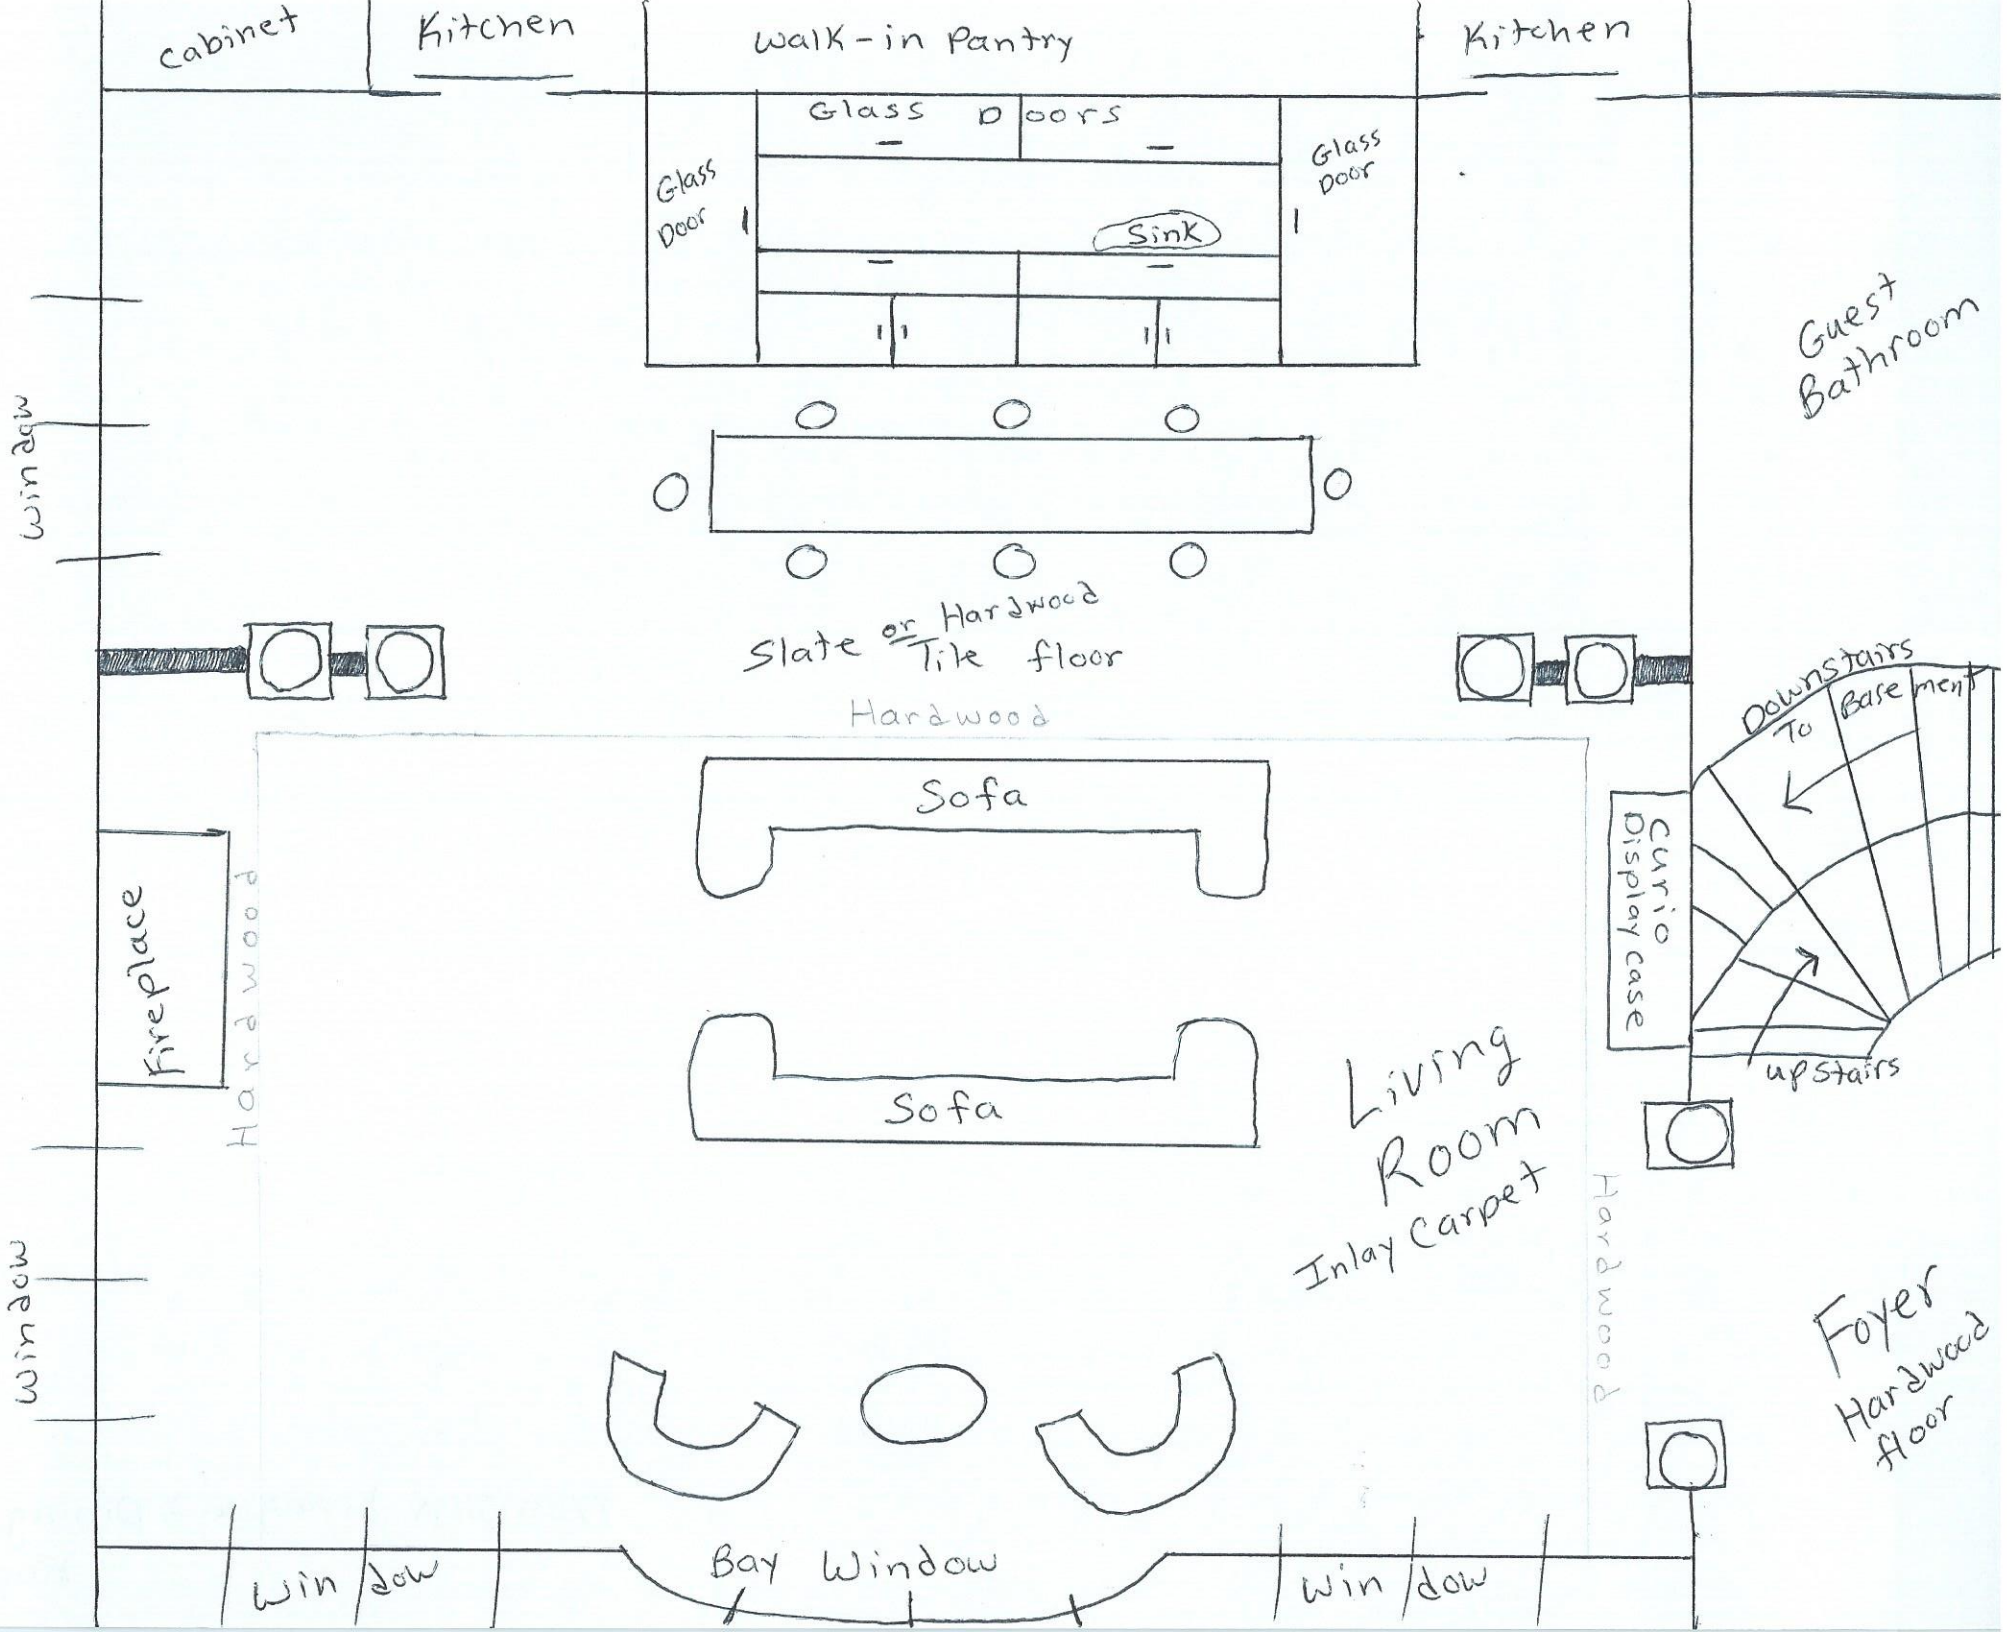 cabinet
Kitchen
Walk-in Pantry
Kitchen
Glass Doors
Glass
Door
Glass
Door
Sink
Guest
Bathroom
Window
Slate or Hardwood
Tile floor
Hardwood
Downstairs
To Basement
Sofa
Curio
Display Case
Fireplace
Hardwood
Sofa
Living
Room
Inlay Carpet
upstairs
Hardwood
Window
Foyer
Hardwood
floor
Window
Bay Window
Window